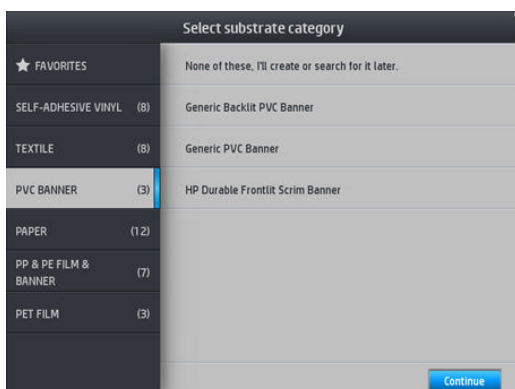 Select substrate category
FAVORITES
None of these, I'll create or search for it later.
SELF-ADHESIVE VINYL (8)
Generic Backlit PVC Banner
TEXTILE (8)
Generic PVC Banner
PVC BANNER (3)
HP Durable Frontlit Scrim Banner
PAPER (12)
PP & PE FILM &
BANNER (7)
PET FILM (3)
Continue